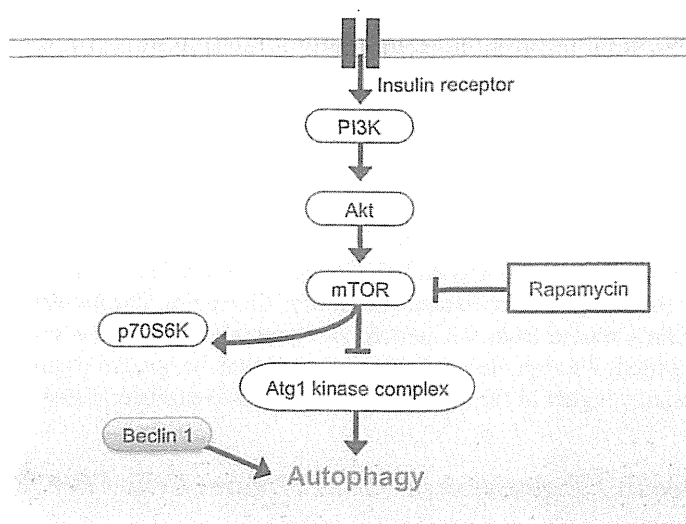 Insulin receptor
PI3K
Akt
mTOR
Rapamycin
p70S6K
Atg1 kinase complex
Beclin 1
Autophagy